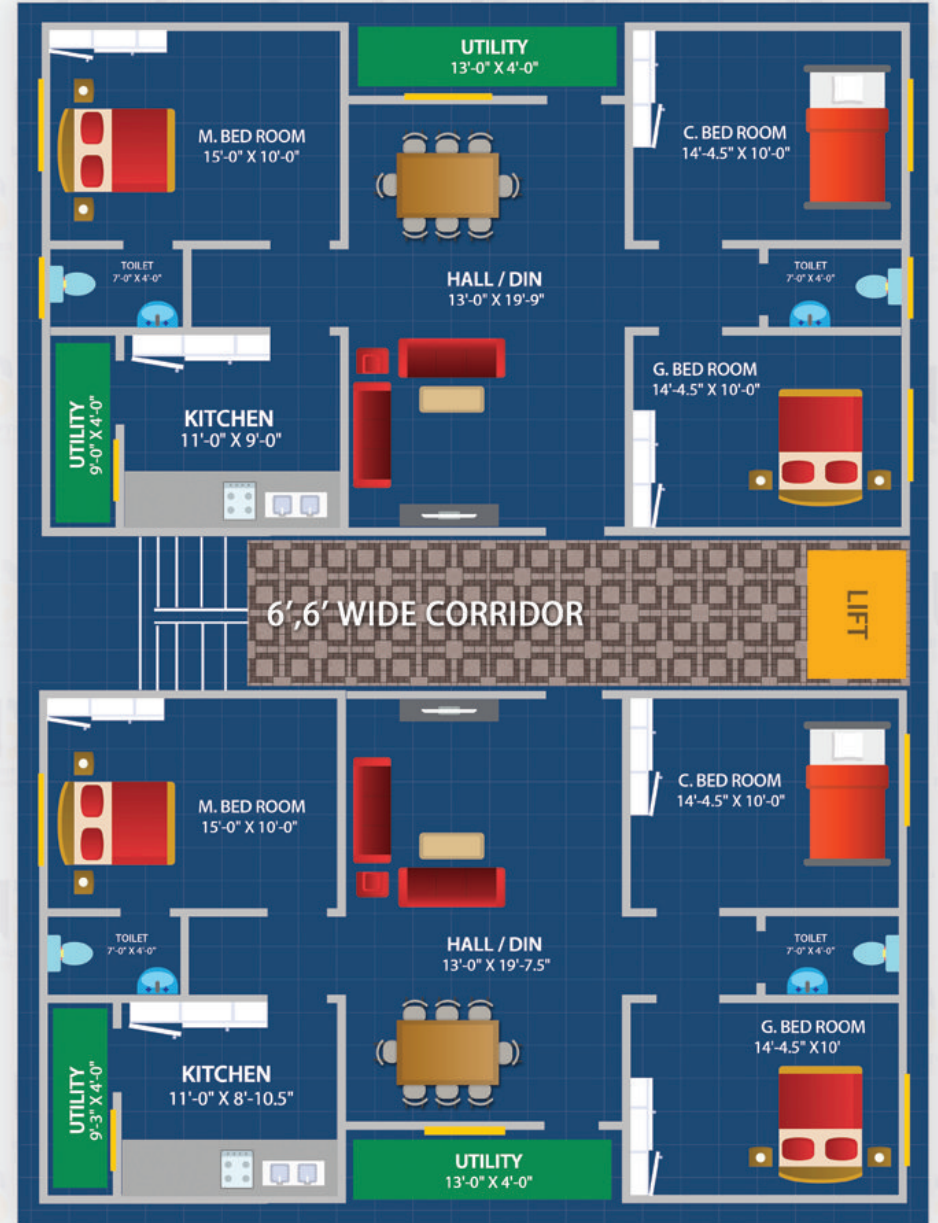 UTILITY
13'-0" X 4'-0"
M. BED ROOM
15'-0" X 10'-0"
C. BED ROOM
14'-4.5" X 10'-0"
TOILET
7'-0" X 4'-0"
HALL / DIN
13'-0" X 19'-9"
TOILET
7'-0" X 4'-0"
UTILITY
9'-0" X 4'-0"
KITCHEN
11'-0" X 9'-0"
G. BED ROOM
14'-4.5" X 10'-0"
6',6' WIDE CORRIDOR
LIFT
M. BED ROOM
15'-0" X 10'-0"
C. BED ROOM
14'-4.5" X 10'-0"
TOILET
7'-0" X 4'-0"
HALL / DIN
13'-0" X 19'-7.5"
TOILET
7'-0" X 4'-0"
UTILITY
9'-3" X 4'-0"
KITCHEN
11'-0" X 8'-10.5"
G. BED ROOM
14'-4.5" X10'
UTILITY
13'-0" X 4'-0"